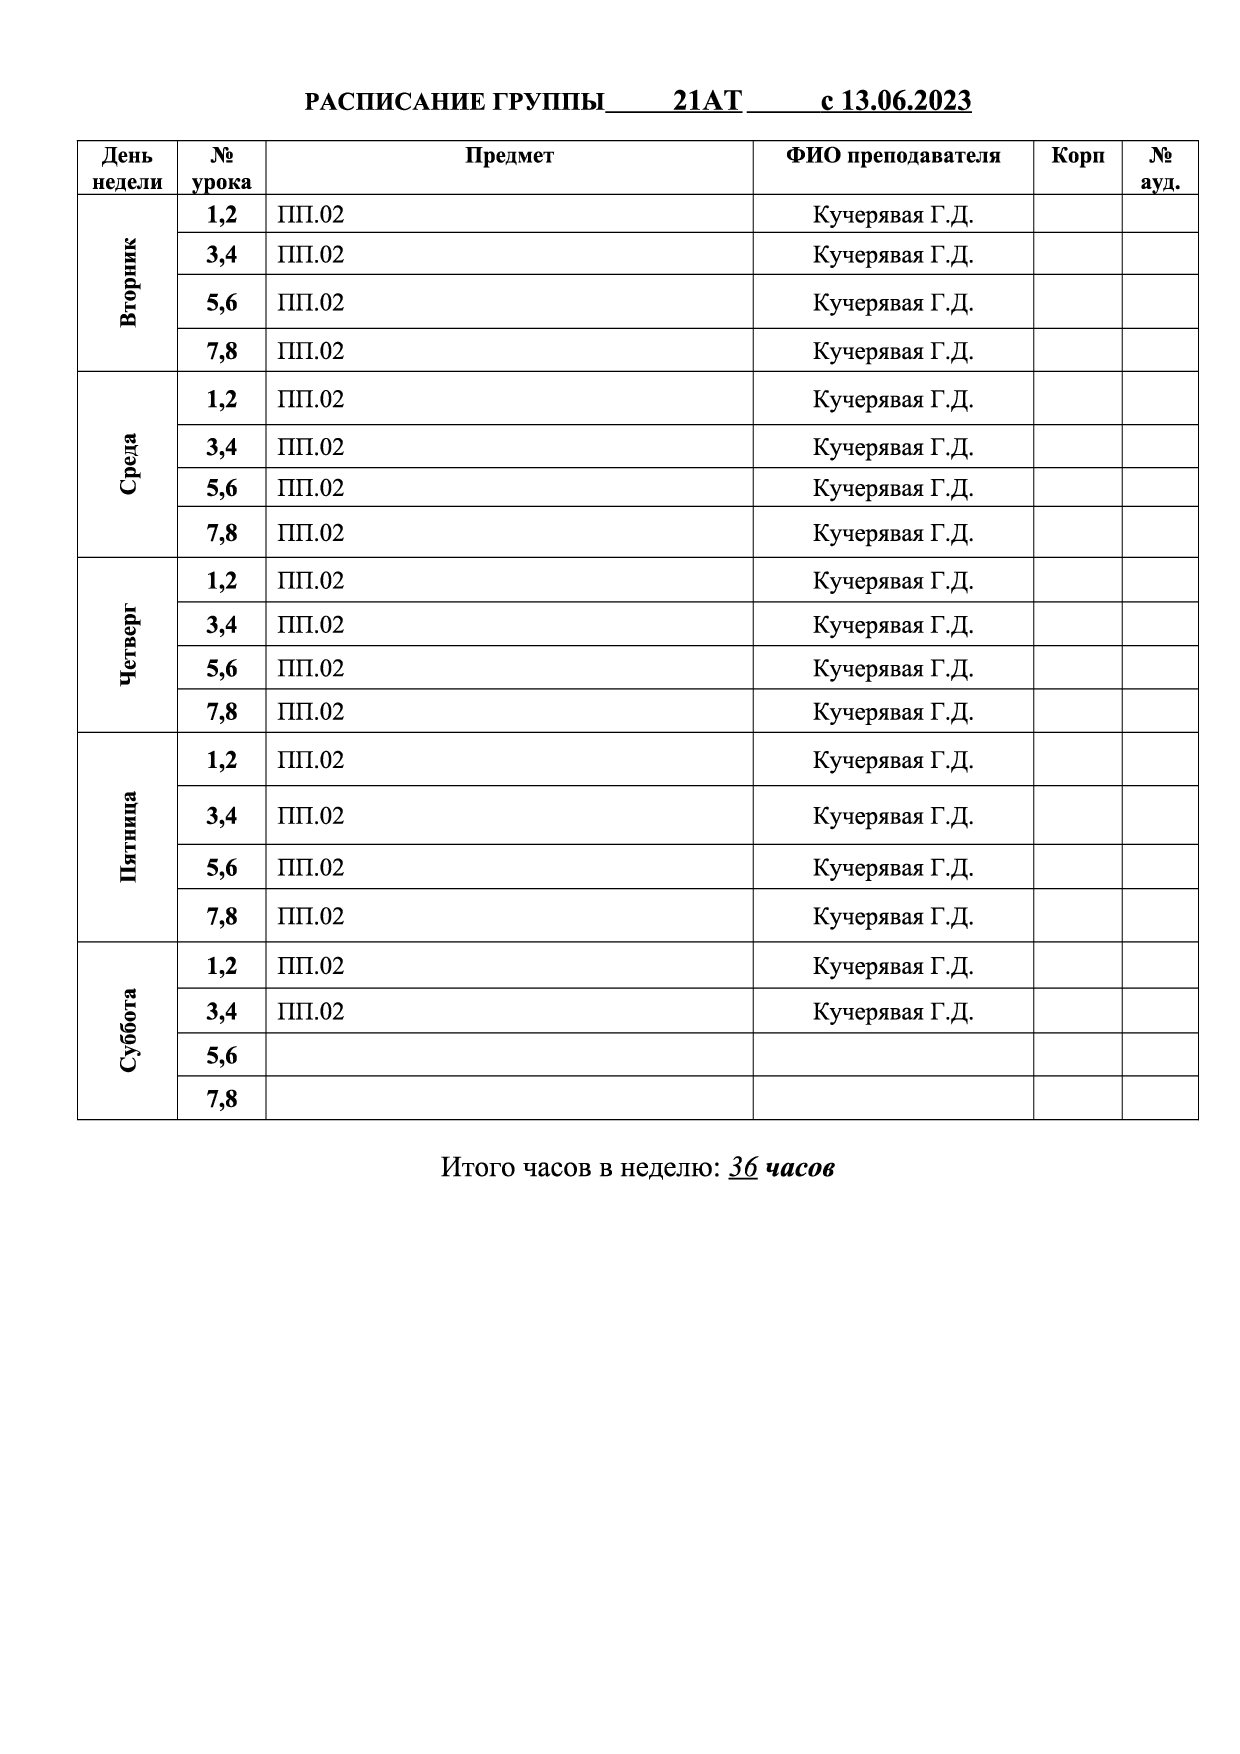 РАСПИСАНИЕ ГРУППЫ 21АТ с 13.06.2023
День недели № урока Предмет ФИО преподавателя Корп № ауд.
Вторник
1,2 ПП.02 Кучерявая Г.Д.
3,4 ПП.02 Кучерявая Г.Д.
5,6 ПП.02 Кучерявая Г.Д.
7,8 ПП.02 Кучерявая Г.Д.
Среда
1,2 ПП.02 Кучерявая Г.Д.
3,4 ПП.02 Кучерявая Г.Д.
5,6 ПП.02 Кучерявая Г.Д.
7,8 ПП.02 Кучерявая Г.Д.
Четверг
1,2 ПП.02 Кучерявая Г.Д.
3,4 ПП.02 Кучерявая Г.Д.
5,6 ПП.02 Кучерявая Г.Д.
7,8 ПП.02 Кучерявая Г.Д.
Пятница
1,2 ПП.02 Кучерявая Г.Д.
3,4 ПП.02 Кучерявая Г.Д.
5,6 ПП.02 Кучерявая Г.Д.
7,8 ПП.02 Кучерявая Г.Д.
Суббота
1,2 ПП.02 Кучерявая Г.Д.
3,4 ПП.02 Кучерявая Г.Д.
5,6
7,8
Итого часов в неделю: 36 часов